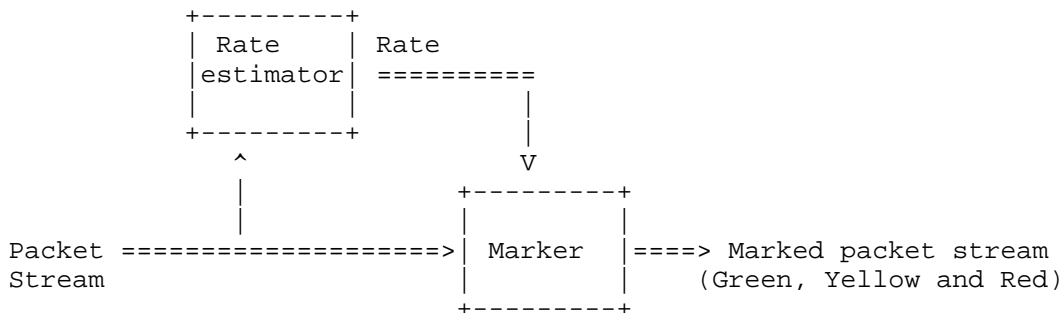 +---------+
| Rate    | Rate
|estimator| ==========
|         |          |
+---------+          |
^                 V
|             +---------+
|             |         |
Packet ====================>| Marker  |====> Marked packet stream
Stream                      |         |    (Green, Yellow and Red)
+---------+